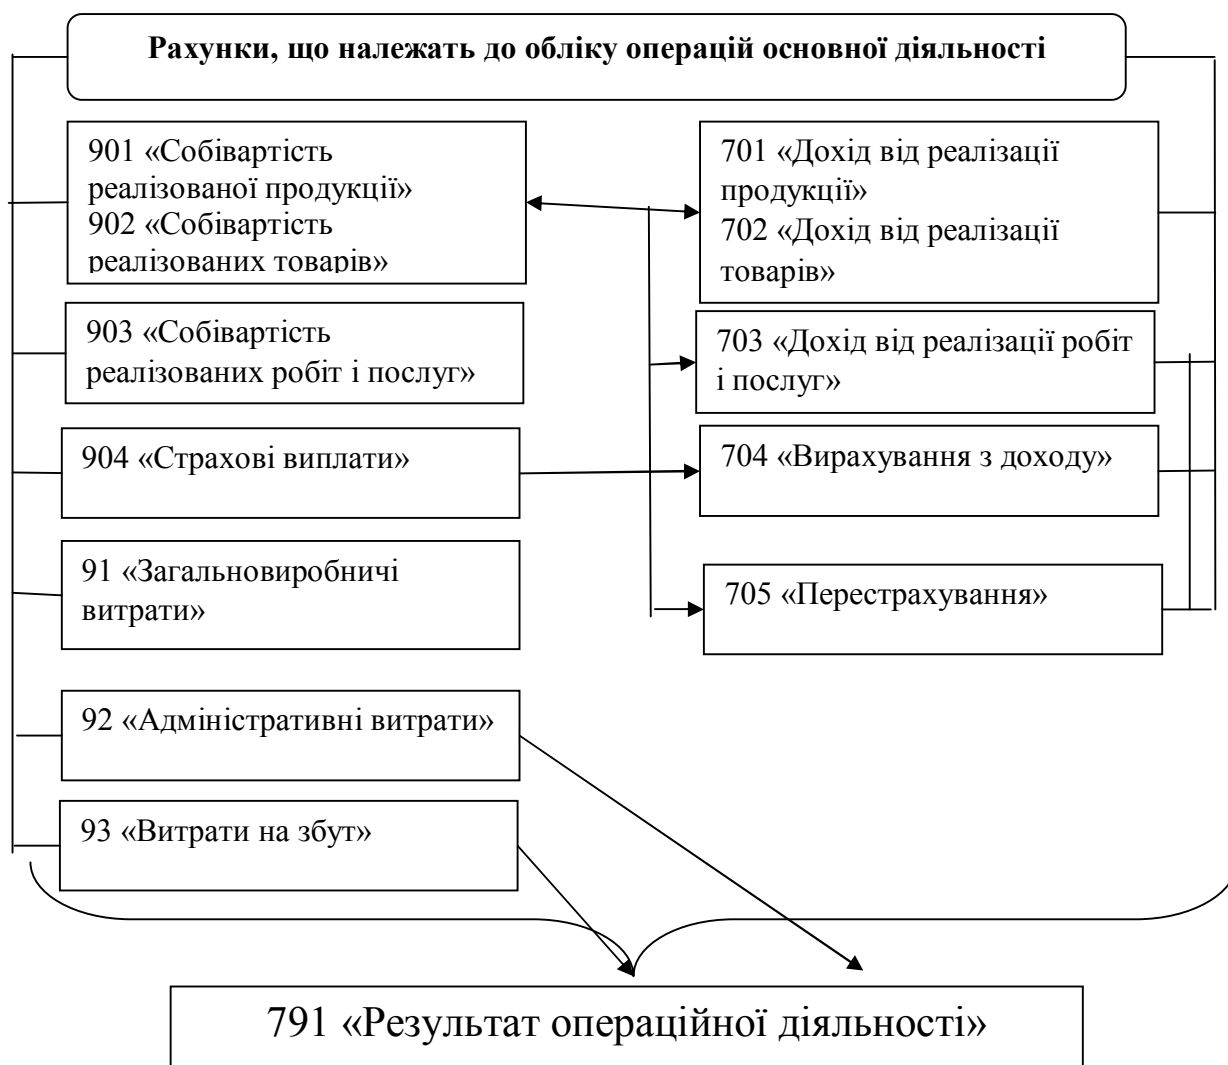 Рахунки, що належать до обліку операцій основної діяльності
901 «Собівартість
реалізованої продукції»
902 «Собівартість
реалізованих товарів»
701 «Дохід від реалізації
продукції»
702 «Дохід від реалізації
товарів»
903 «Собівартість
реалізованих робіт і послуг»
703 «Дохід від реалізації робіт
і послуг»
904 «Страхові виплати»
704 «Вирахування з доходу»
91 «Загальновиробничі
витрати»
705 «Перестрахування»
92 «Адміністративні витрати»
93 «Витрати на збут»
791 «Результат операційної діяльності»